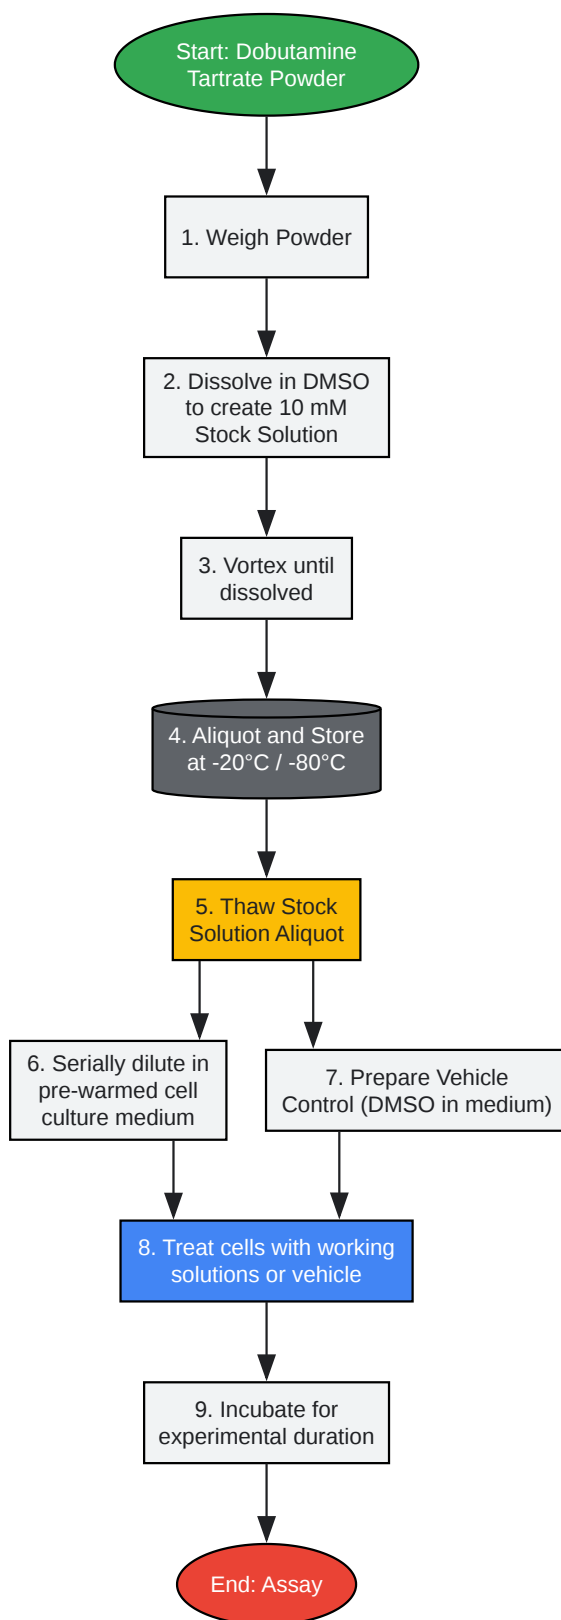 Start: Dobutamine
Tartrate Powder
1. Weigh Powder
2. Dissolve in DMSO
to create 10 mM
Stock Solution
3. Vortex until
dissolved
4. Aliquot and Store
at -20°C / -80°C
5. Thaw Stock
Solution Aliquot
6. Serially dilute in
pre-warmed cell
culture medium
7. Prepare Vehicle
Control (DMSO in medium)
8. Treat cells with working
solutions or vehicle
9. Incubate for
experimental duration
End: Assay